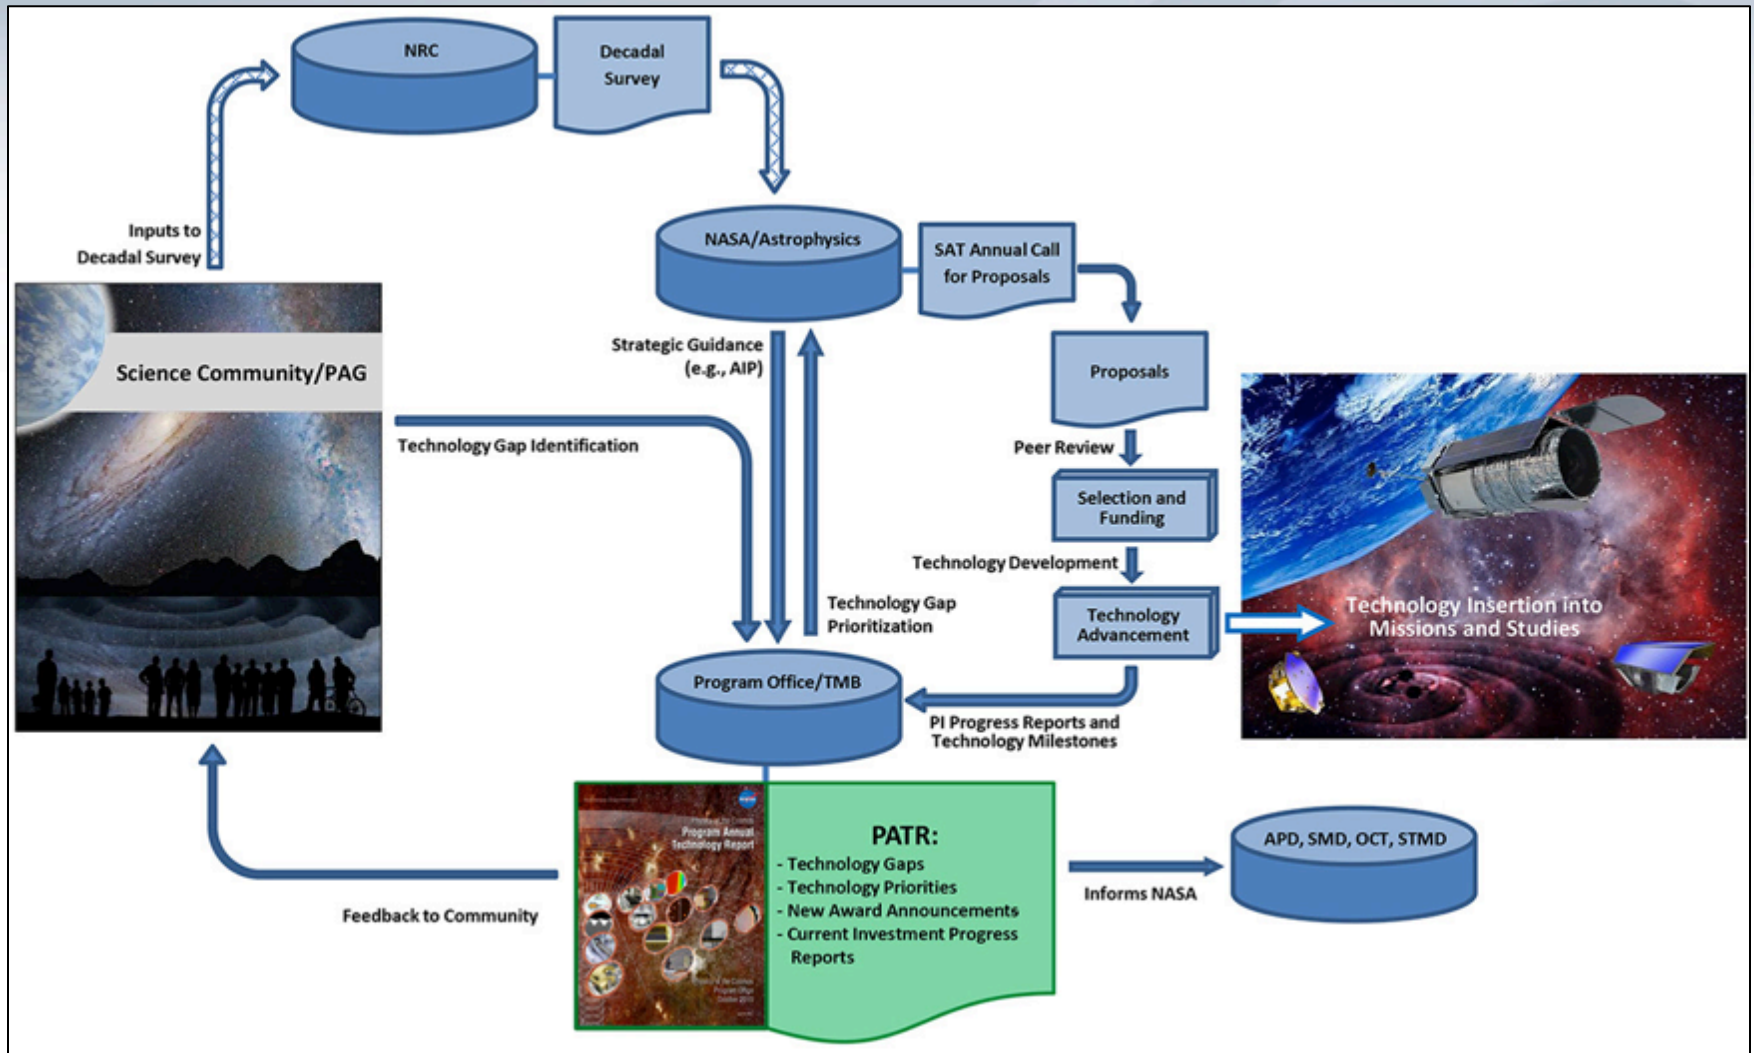 NRC
Decadal
Survey
Inputs to
Decadal Survey
NASA/Astrophysics
SAT Annual Call
for Proposals
Strategic Guidance
(e.g., AIP)
Proposals
Science Community/PAG
Technology Gap Identification
Peer Review
Selection and
Funding
Technology Development
Technology Gap
Prioritization
Technology
Advancement
Technology Insertion into
Missions and Studies
Program Office/TMB
PI Progress Reports and
Technology Milestones
Program Annual
Technology Report
PATR:
- Technology Gaps
- Technology Priorities
- New Award Announcements
- Current Investment Progress
Reports
Feedback to Community
Informs NASA
APD, SMD, OCT, STMD